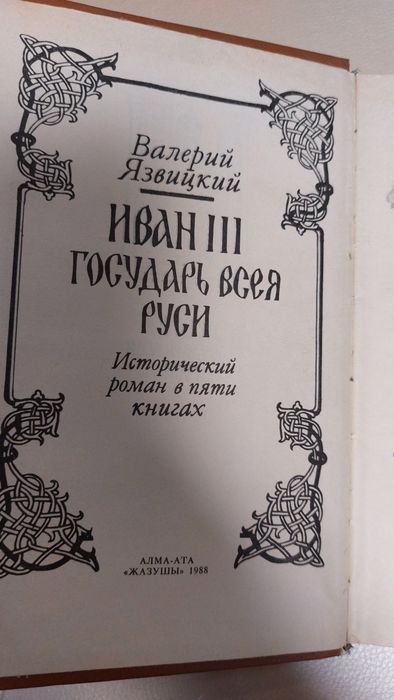 Валерий
Язвицкий
ИВАН III
ГОСУДАРЬ ВСЕЯ
РУСИ
Исторический
роман в пяти
книгах
АЛМА-АТА
«ЖАЗУШЫ» 1988